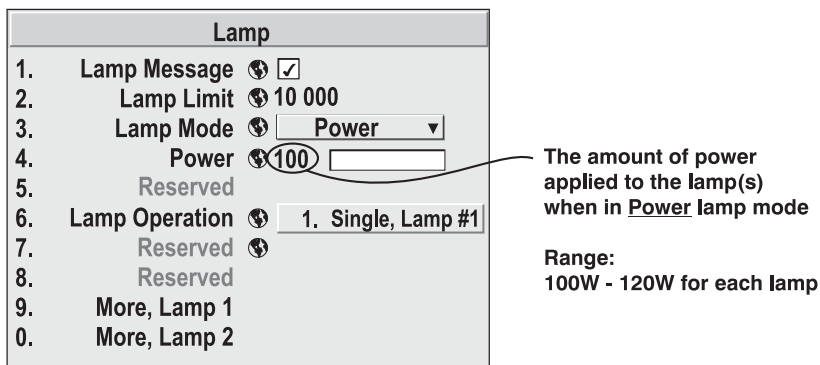 Lamp
1. Lamp Message ✓
2. Lamp Limit 10 000
3. Lamp Mode Power ▼
4. Power 100
5. Reserved
6. Lamp Operation 1. Single, Lamp #1
7. Reserved
8. Reserved
9. More, Lamp 1
0. More, Lamp 2
The amount of power
applied to the lamp(s)
when in Power lamp mode
Range:
100W - 120W for each lamp